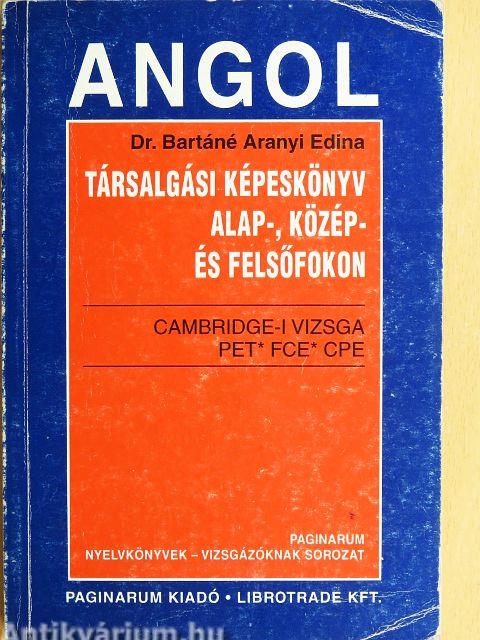 ANGOL
Dr. Bartáné Aranyi Edina
TÁRSALGÁSI KÉPESKÖNYV
ALAP-, KÖZÉP-
ÉS FELSŐFOKON
CAMBRIDGE-I VIZSGA
PET* FCE* CPE
PAGINARUM
NYELVKÖNYVEK – VIZSGÁZÓKNAK SOROZAT
PAGINARUM KIADÓ • LIBROTRADE KFT.
Antikvárium.hu